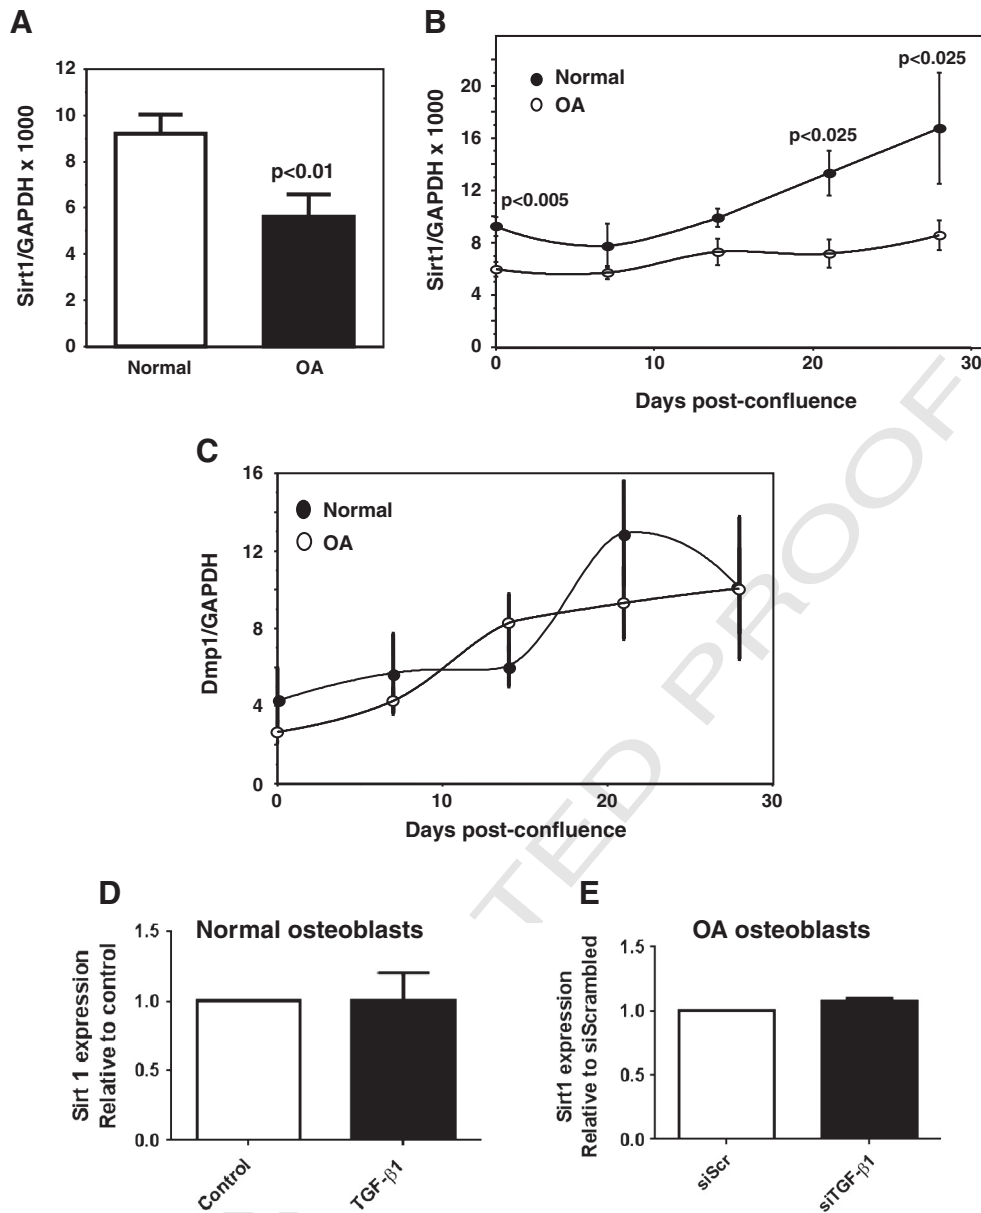 A
Sirt1/GAPDH x 1000
12
10
8
6
4
2
0
p<0.01
Normal
OA
B
Sirt1/GAPDH x 1000
20
16
12
8
4
0
Normal
OA
p<0.005
p<0.025
p<0.025
0
10
20
30
Days post-confluence
C
Dmp1/GAPDH
16
12
8
4
0
Normal
OA
0
10
20
30
Days post-confluence
TED PROOF
D
Normal osteoblasts
Sirt 1 expression
Relative to control
1.5
1.0
0.5
0.0
Control
TGF-β1
E
OA osteoblasts
Sirt1 expression
Relative to siScrambled
1.5
1.0
0.5
0.0
siScr
siTGF-β1